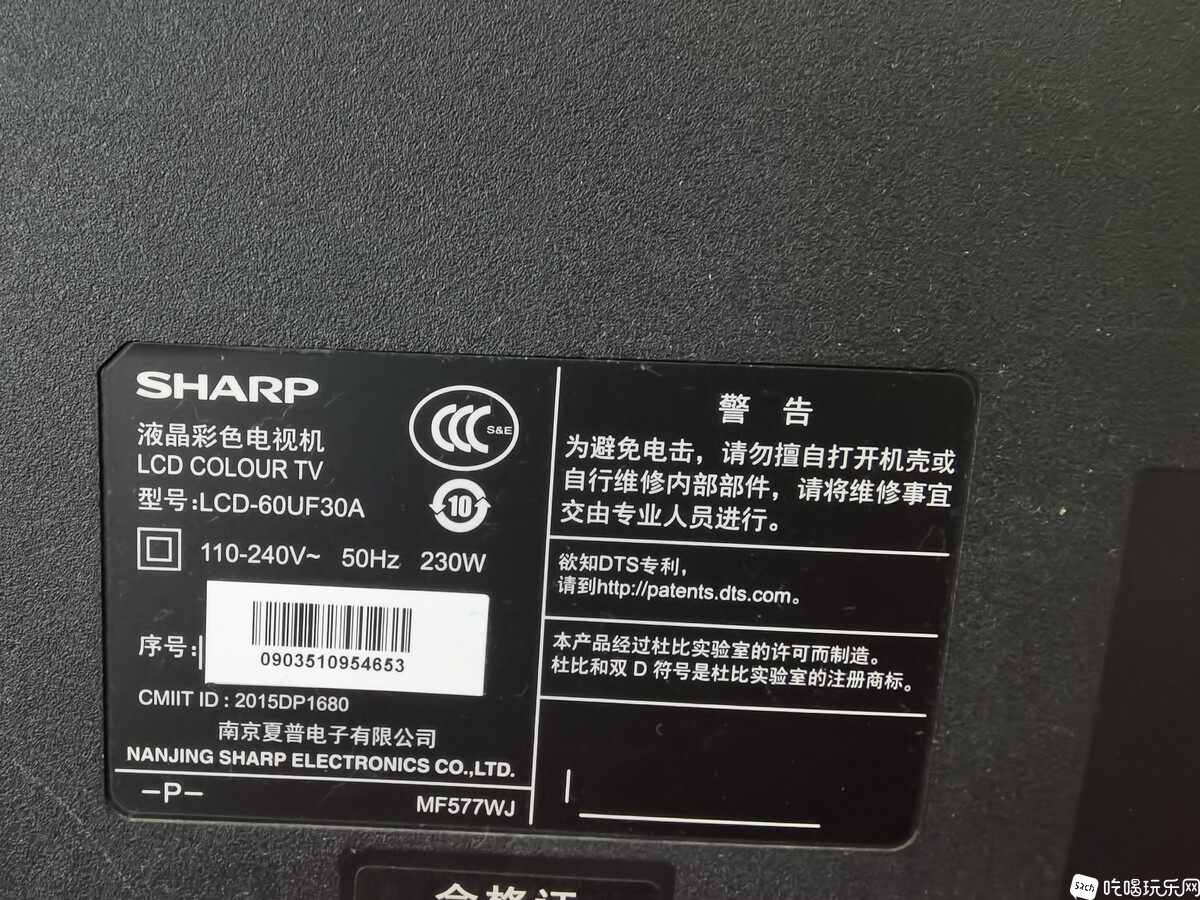 SHARP
液晶彩色电视机
LCD COLOUR TV
型号:LCD-60UF30A
CCC S&E
10
110-240V~ 50Hz 230W
序号:
0903510954653
CMIIT ID : 2015DP1680
南京夏普电子有限公司
NANJING SHARP ELECTRONICS CO.,LTD.
–P–
MF577WJ
警 告
为避免电击，请勿擅自打开机壳或
自行维修内部部件，请将维修事宜
交由专业人员进行。
欲知DTS专利，
请到http://patents.dts.com。
本产品经过杜比实验室的许可而制造。
杜比和双 D 符号是杜比实验室的注册商标。
合格证
52ch 吃喝玩乐网